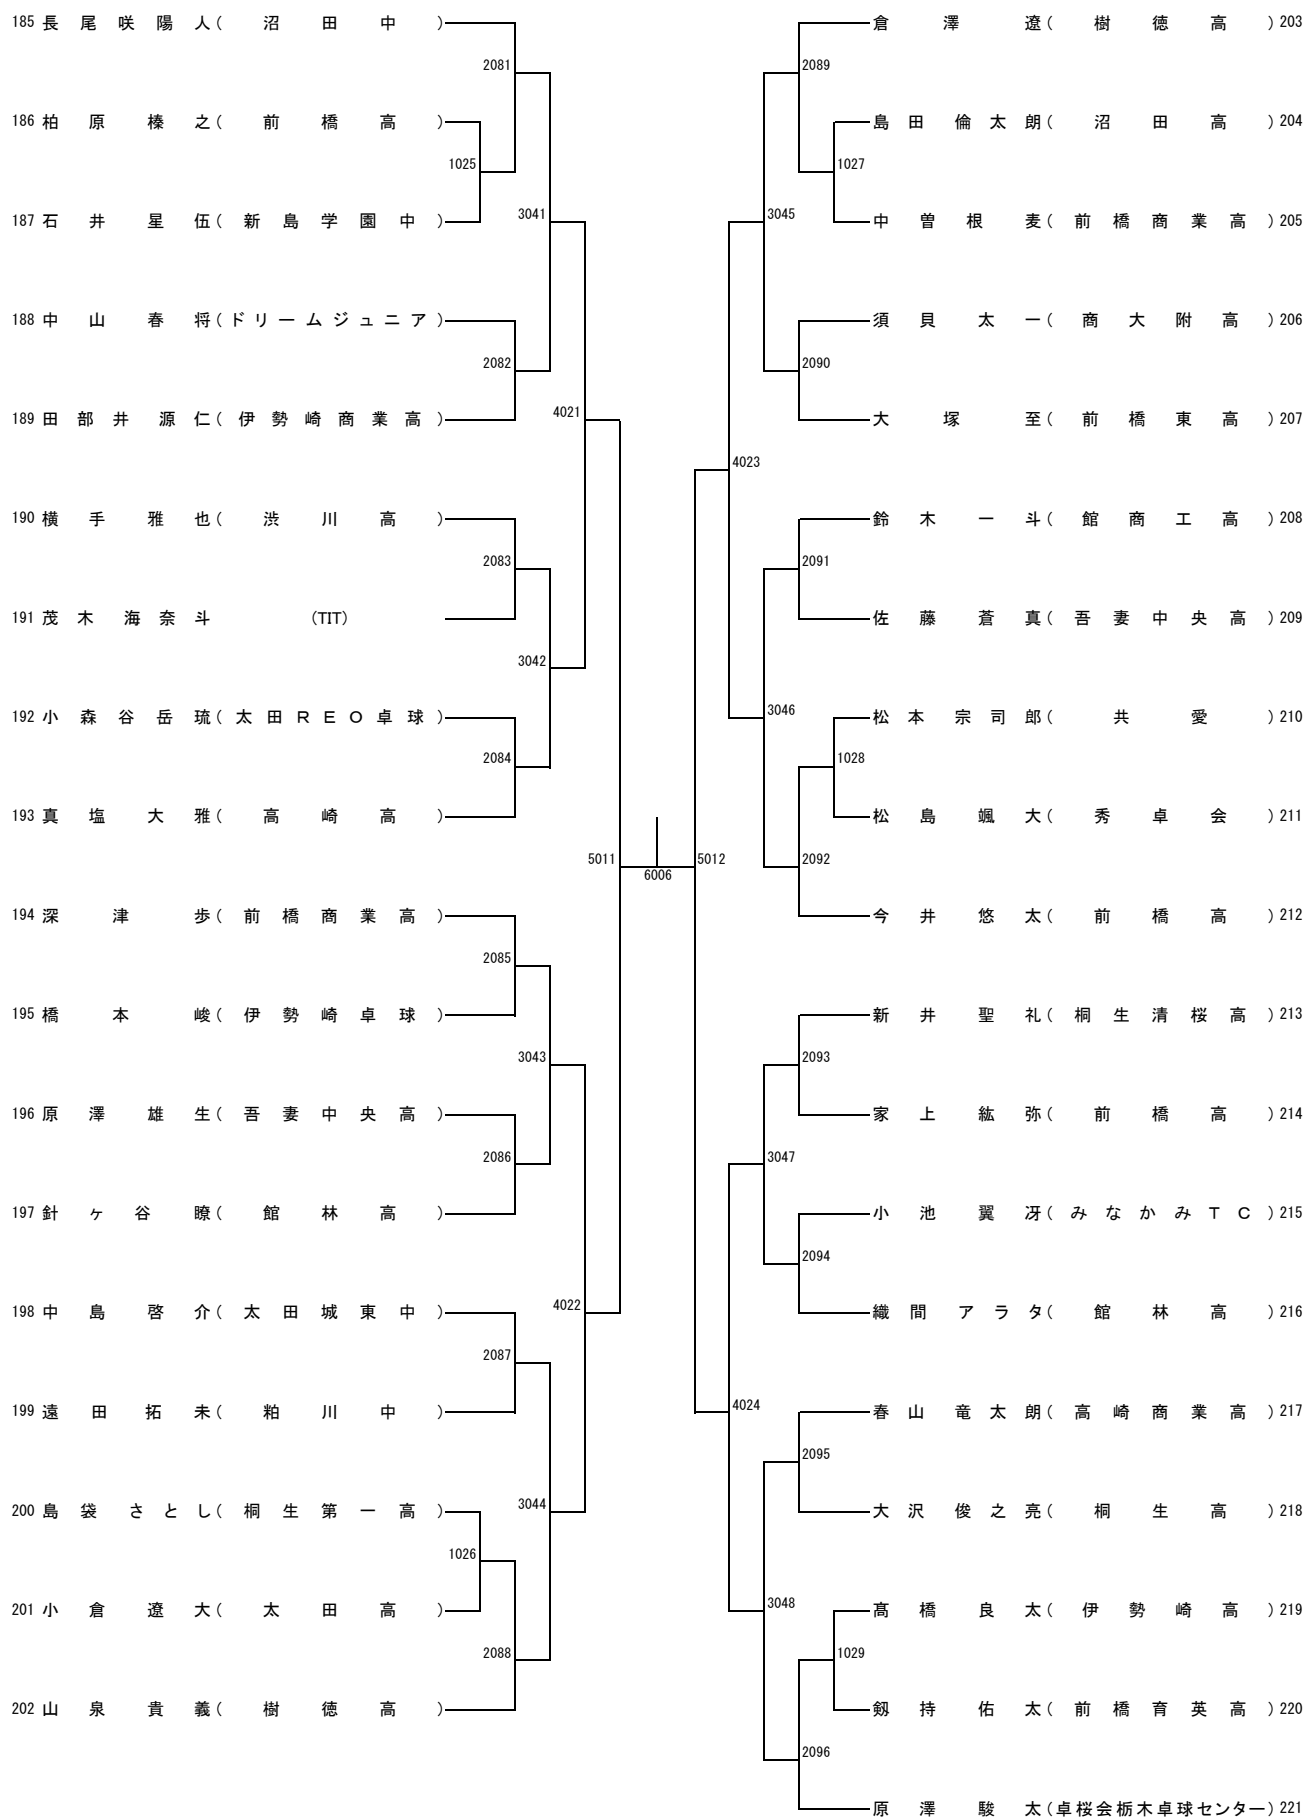 185 長尾咲陽人(沼田中)
2081
186 柏原榛之(前橋高)
1025
187 石井星伍(新島学園中)
3041
188 中山春将(ドリームジュニア)
2082
189 田部井源仁(伊勢崎商業高)
4021
190 横手雅也(渋川高)
2083
191 茂木海奈斗(TIT)
3042
192 小森谷岳琉(太田REO卓球)
2084
193 真塩大雅(高崎高)
5011
194 深津歩(前橋商業高)
2085
195 橋本峻(伊勢崎卓球)
3043
196 原澤雄生(吾妻中央高)
2086
197 針ヶ谷瞭(館林高)
4022
198 中島啓介(太田城東中)
2087
199 遠田拓未(粕川中)
3044
200 島袋さとし(桐生第一高)
1026
201 小倉遼大(太田高)
2088
202 山泉貴義(樹徳高)
6006
倉澤遼(樹徳高)203
2089
島田倫太朗(沼田高)204
1027
中曽根麦(前橋商業高)205
3045
須貝太一(商大附高)206
2090
大塚至(前橋東高)207
4023
鈴木一斗(館商工高)208
2091
佐藤蒼真(吾妻中央高)209
3046
松本宗司郎(共愛)210
1028
松島颯大(秀卓会)211
5012
2092
今井悠太(前橋高)212
新井聖礼(桐生清桜高)213
2093
家上紘弥(前橋高)214
3047
小池翼冴(みなかみTC)215
2094
織間アラタ(館林高)216
4024
春山竜太朗(高崎商業高)217
2095
大沢俊之亮(桐生高)218
3048
髙橋良太(伊勢崎高)219
1029
剱持佑太(前橋育英高)220
2096
原澤駿太(卓桜会栃木卓球センター)221